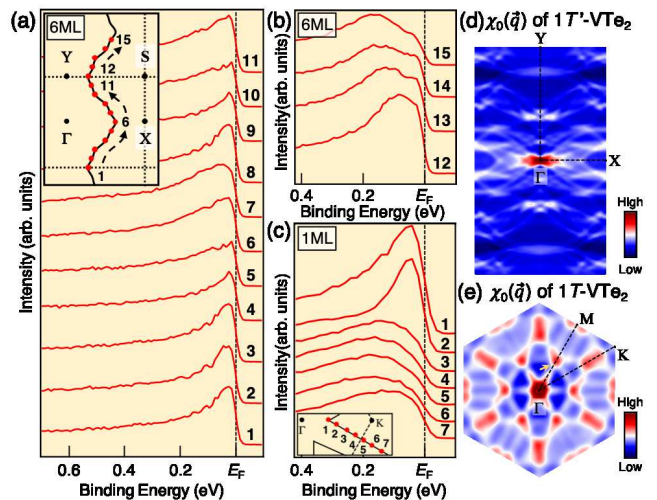 (a) 6ML
Y
S
Γ
X
15
12
11
6
1
11
10
9
8
7
6
5
4
3
2
1
Intensity(arb. units)
0.6 0.4 0.2 EF
Binding Energy (eV)
(b) 6ML
15
14
13
12
Intensity(arb. units)
0.4 0.2 EF
Binding Energy (eV)
(c) 1ML
1
2
3
4
5
6
7
Γ
K
1 2 3 4 5 6 7
Intensity(arb. units)
0.4 0.2 EF
Binding Energy (eV)
(d) χ0(q⃗) of 1T'-VTe2
Y
X
Γ
High
Low
(e) χ0(q⃗) of 1T-VTe2
M
K
Γ
High
Low